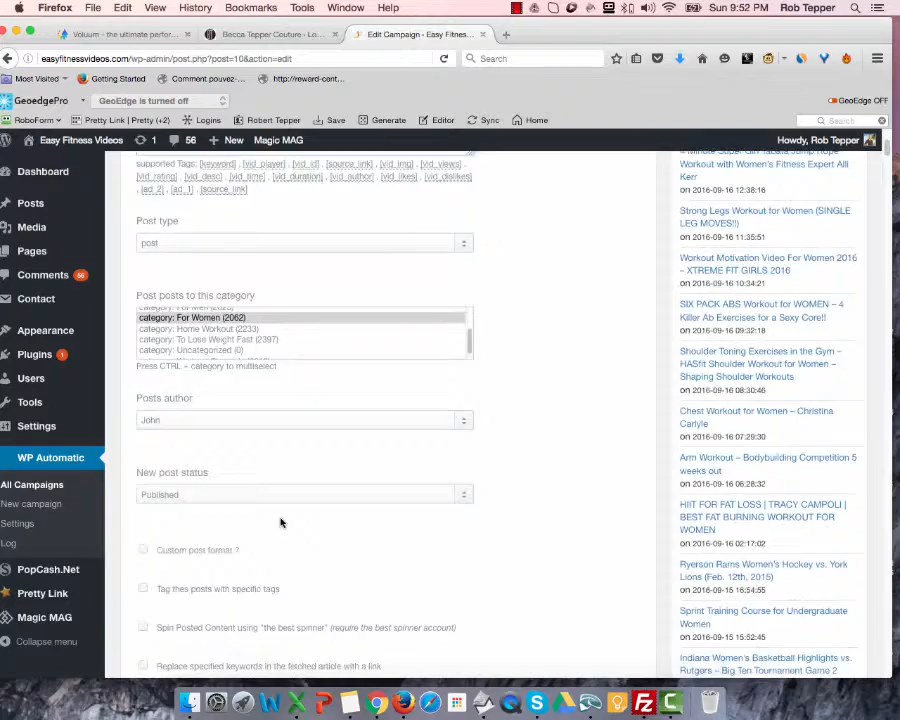 Firefox File Edit View History Bookmarks Tools Window Help
Sun 9:52 PM Rob Tepper
Voluum - the ultimate perfor...
Becca Tepper Couture - Lo...
Edit Campaign - Easy Fitnes...
easyfitnessvideos.com/wp-admin/post.php?post=10&action=edit
Search
Most Visited
Getting Started
Comment pouvez-...
http://reward-cent...
GeoedgePro
GeoEdge is turned off
GeoEdge OFF
RoboForm
Pretty Link | Pretty (+2)
Logins
Robert Tepper
Save
Generate
Editor
Sync
Home
Search
Easy Fitness Videos
1
56
New
Magic MAG
Howdy, Rob Tepper
Dashboard
Posts
Media
Pages
Comments 56
Contact
Appearance
Plugins 1
Users
Tools
Settings
WP Automatic
All Campaigns
New campaign
Settings
Log
PopCash.Net
Pretty Link
Magic MAG
Collapse menu
supported Tags: [keyword] , [vid_player] , [vid_id] , [source_link] , [vid_img] , [vid_views] ,
[vid_rating] , [vid_desc] , [vid_time] , [vid_duration] , [vid_author] , [vid_likes] , [vid_dislikes]
, [ad_2] , [ad_1] , [source_link]
Post type
post
Post posts to this category
category: For Women (2062)
category: Home Workout (2233)
category: To Lose Weight Fast (2397)
category: Uncategorized (0)
Press CTRL + category to multiselect
Posts author
John
New post status
Published
Custom post format ?
Tag thes posts with specific tags
Spin Posted Content using "the best spinner" (require the best spinner account)
Replace specified keywords in the fetched article with a link
Workout with Women's Fitness Expert Alli
Kerr
on 2016-09-16 12:38:16
Strong Legs Workout for Women (SINGLE
LEG MOVES!!)
on 2016-09-16 11:35:51
Workout Motivation Video For Women 2016
– XTREME FIT GIRLS 2016
on 2016-09-16 10:34:21
SIX PACK ABS Workout for WOMEN – 4
Killer Ab Exercises for a Sexy Core!!
on 2016-09-16 09:32:18
Shoulder Toning Exercises in the Gym –
HASfit Shoulder Workout for Women –
Shaping Shoulder Workouts
on 2016-09-16 08:30:46
Chest Workout for Women – Christina
Carlyle
on 2016-09-16 07:29:30
Arm Workout – Bodybuilding Competition 5
weeks out
on 2016-09-16 06:28:32
HIIT FOR FAT LOSS | TRACY CAMPOLI |
BEST FAT BURNING WORKOUT FOR
WOMEN
on 2016-09-16 02:17:02
Ryerson Rams Women's Hockey vs. York
Lions (Feb. 12th, 2015)
on 2016-09-15 16:54:55
Sprint Training Course for Undergraduate
Women
on 2016-09-15 15:52:45
Indiana Women's Basketball Highlights vs.
Rutgers – Big Ten Tournament Game 2